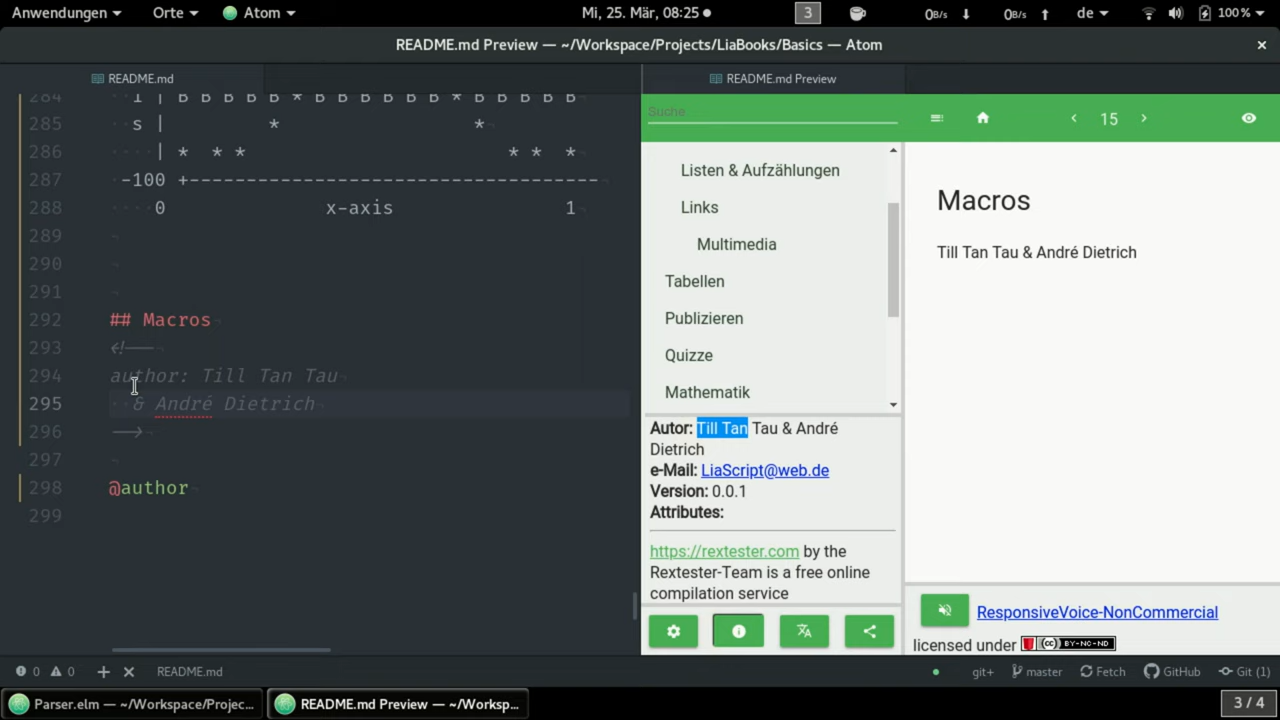 Anwendungen Orte Atom Mi, 25. Mär, 08:25 3 0B/s 0B/s de 100%
README.md Preview — ~/Workspace/Projects/LiaBooks/Basics — Atom
README.md
README.md Preview
285 s | * *
286 | * * * * * *
287 -100 +------------------------------------
288 0 x-axis 1
289
290
291
292 ## Macros
293 <!--
294 author: Till Tan Tau
295 & André Dietrich
296 -->
297
298 @author
299
Suche
15
Listen & Aufzählungen
Links
Multimedia
Tabellen
Publizieren
Quizze
Mathematik
Autor: Till Tan Tau & André
Dietrich
e-Mail: LiaScript@web.de
Version: 0.0.1
Attributes:
https://rextester.com by the
Rextester-Team is a free online
compilation service
Macros
Till Tan Tau & André Dietrich
ResponsiveVoice-NonCommercial
licensed under (cc) BY-NC-ND
0 0 README.md git+ master Fetch GitHub Git (1)
Parser.elm — ~/Workspace/Projec...
README.md Preview — ~/Worksp...
3 / 4